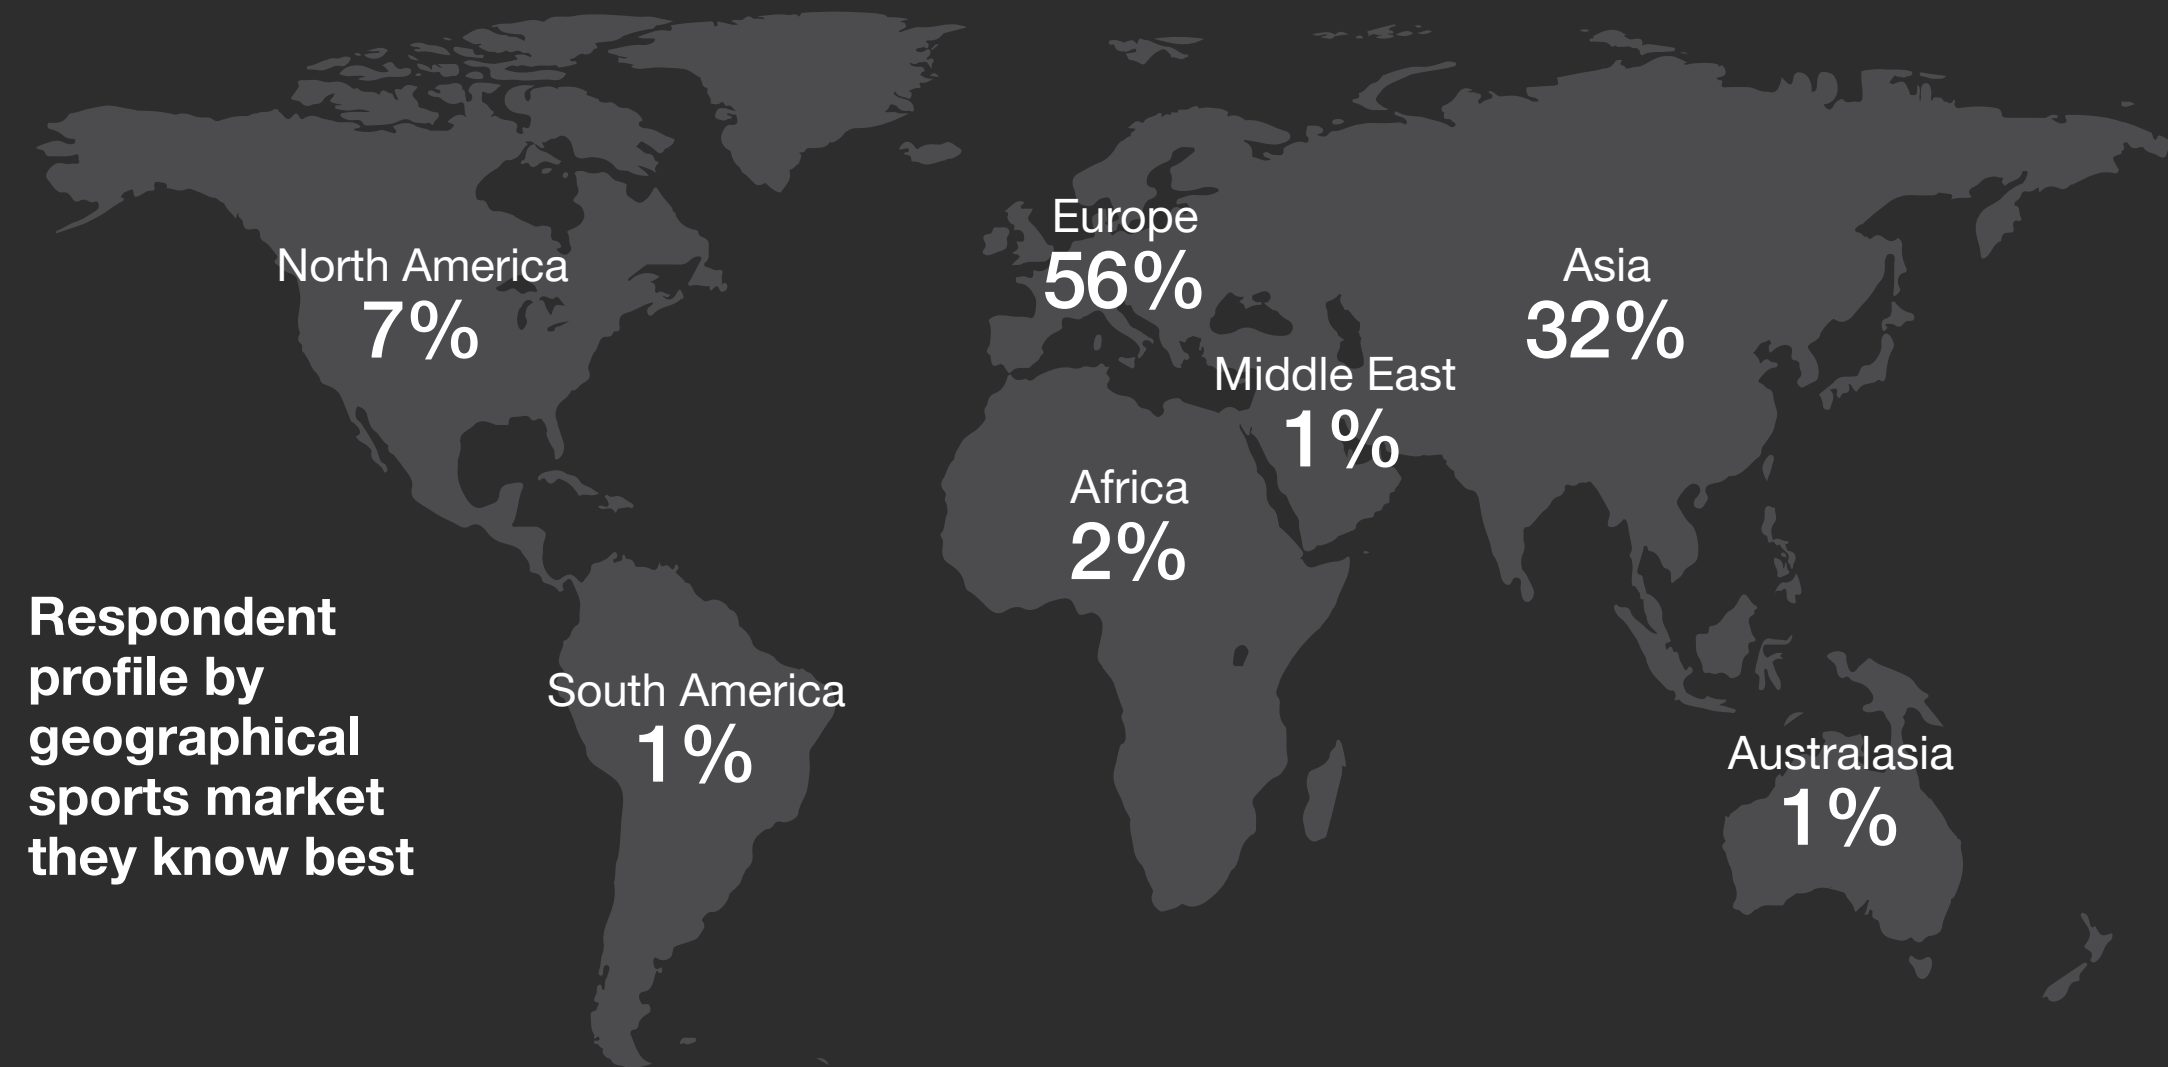 Europe
56%
North America
7%
Asia
32%
Middle East
1%
Africa
2%
Respondent
profile by
geographical
sports market
they know best
South America
1%
Australasia
1%